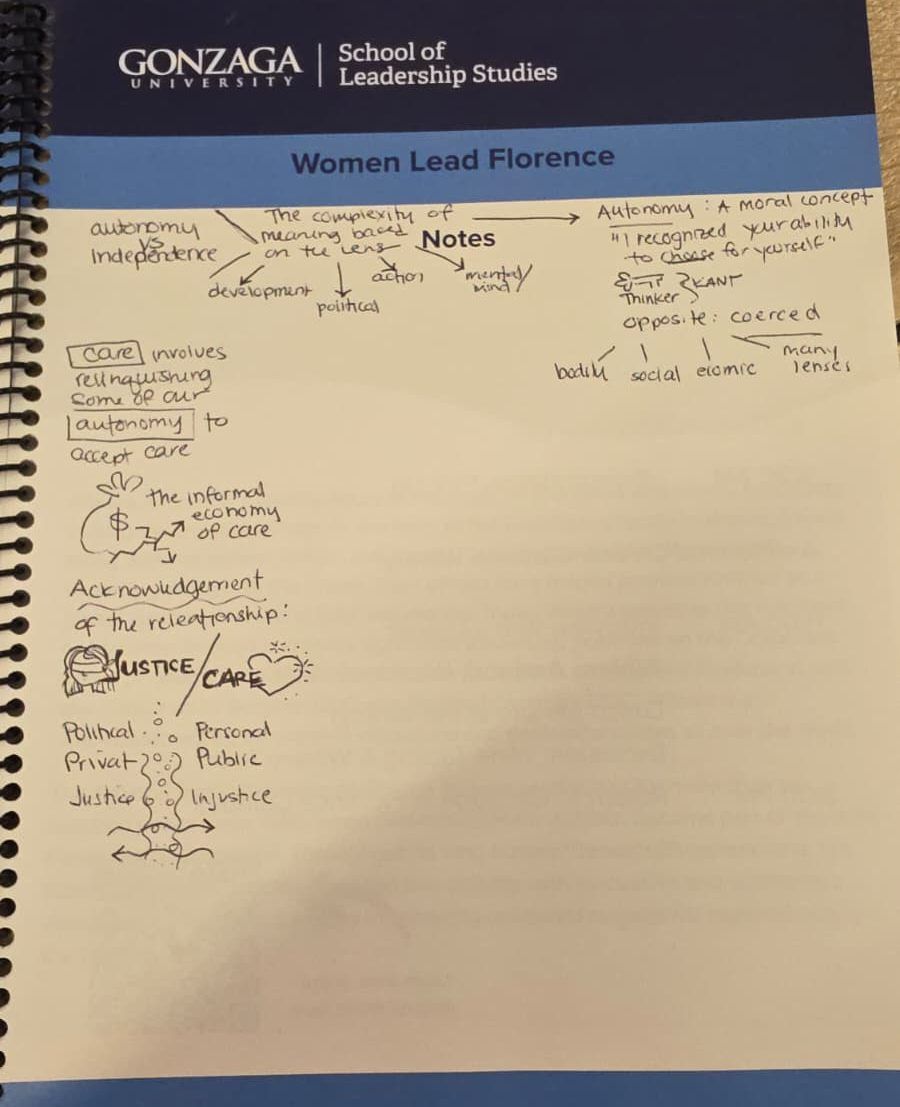 GONZAGA
UNIVERSITY
School of
Leadership Studies
Women Lead Florence
Notes
autonomy
vs
Independence
The complexity of
meaning based
on the lens
development
political
action
mental/
mind
Autonomy: A moral concept
"I recognized your ability
to choose for yourself"
KANT
Thinker
opposite: coerced
bodily
social
many
lenses
care involves
relinquishing
some of our
autonomy to
accept care
$
the informal
economy
of care
Acknowledgement
of the releationship:
JUSTICE/CARE
Political Personal
Privat Public
Justice Injustice